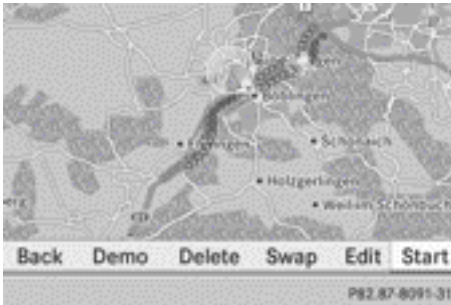 Böblingen
Ehningen
Schönaich
Holzgerlingen
Weil im Schönbuch
Back Demo Delete Swap Edit Start
P82.87-8091-31